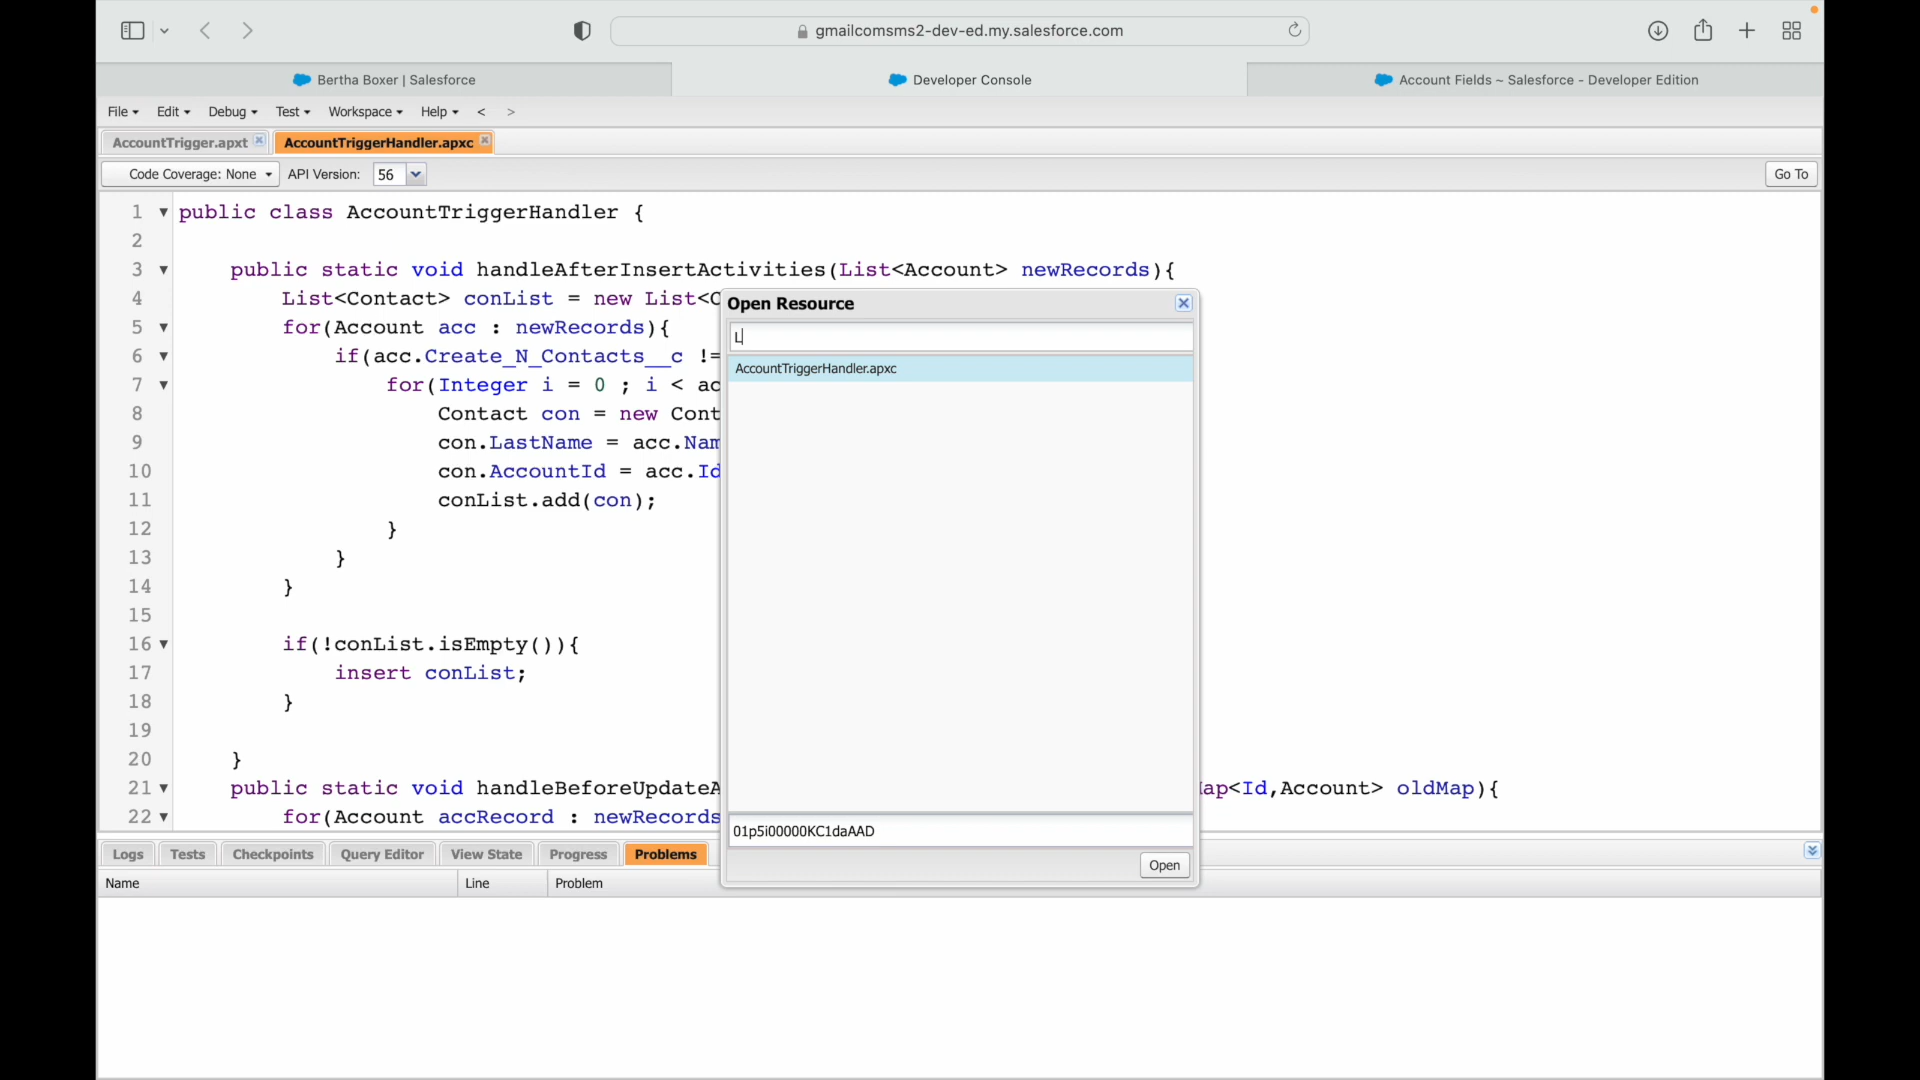 gmailcomsms2-dev-ed.my.salesforce.com
Bertha Boxer | Salesforce
Developer Console
Account Fields ~ Salesforce - Developer Edition
File Edit Debug Test Workspace Help < >
AccountTrigger.apxt
AccountTriggerHandler.apxc
Code Coverage: None API Version: 56 Go To
1 public class AccountTriggerHandler {
2
3 public static void handleAfterInsertActivities(List<Account> newRecords){
4 List<Contact> conList = new List<C
5 for(Account acc : newRecords){
6 if(acc.Create_N_Contacts__c !=
7 for(Integer i = 0 ; i < ac
8 Contact con = new Cont
9 con.LastName = acc.Nam
10 con.AccountId = acc.Id
11 conList.add(con);
12 }
13 }
14 }
15
16 if(!conList.isEmpty()){
17 insert conList;
18 }
19
20 }
21 public static void handleBeforeUpdateA ap<Id,Account> oldMap){
22 for(Account accRecord : newRecords
Open Resource
L
AccountTriggerHandler.apxc
01p5i00000KC1daAAD
Open
Logs Tests Checkpoints Query Editor View State Progress Problems
Name Line Problem